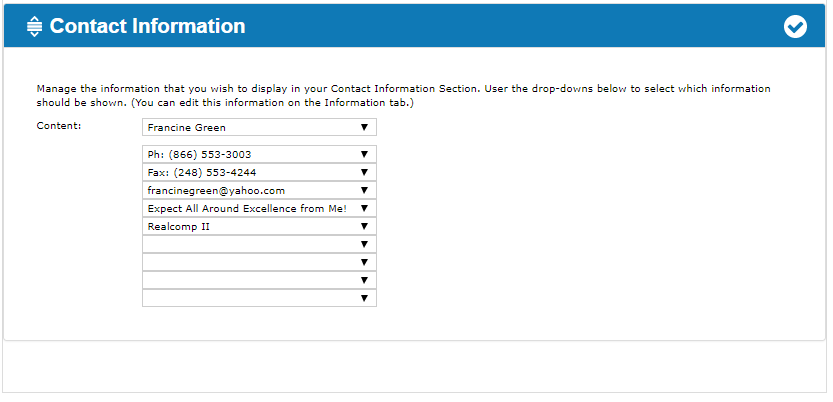 Contact Information
Manage the information that you wish to display in your Contact Information Section. User the drop-downs below to select which information
should be shown. (You can edit this information on the Information tab.)
Content:
Francine Green
Ph: (866) 553-3003
Fax: (248) 553-4244
francinegreen@yahoo.com
Expect All Around Excellence from Me!
Realcomp II